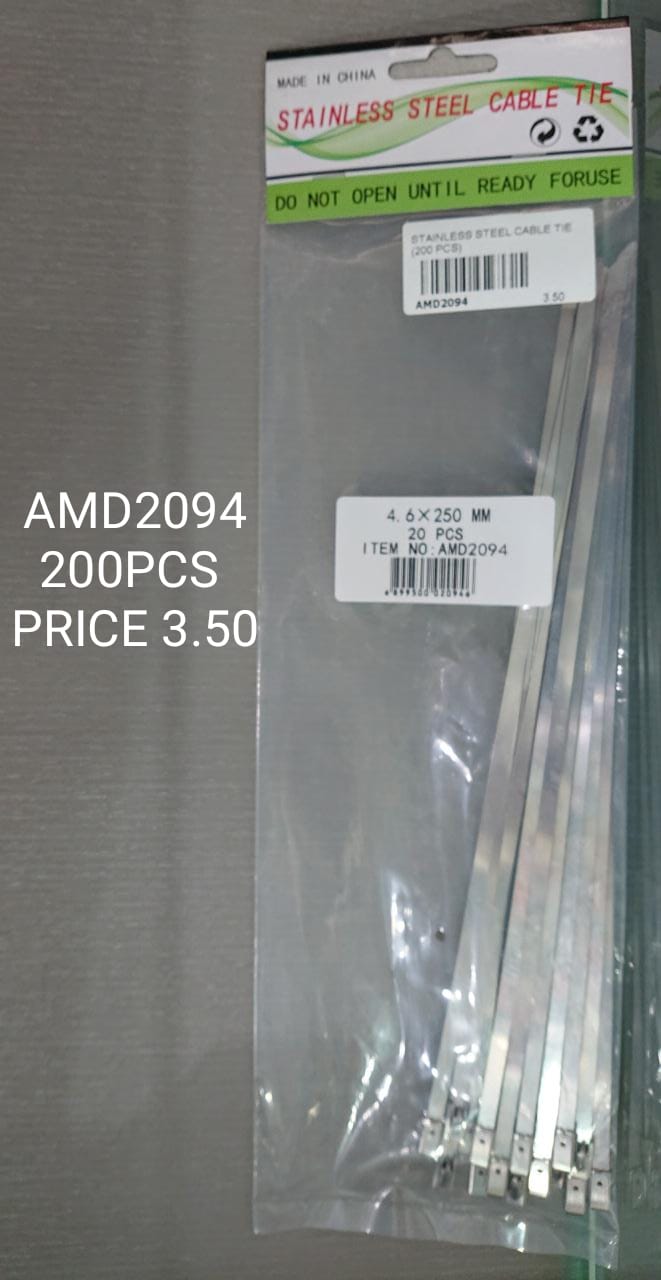 MADE IN CHINA
STAINLESS STEEL CABLE TIE
DO NOT OPEN UNTIL READY FORUSE
STAINLESS STEEL CABLE TIE
(200 PCS)
AMD2094 3.50
4.6×250 MM
20 PCS
ITEM NO:AMD2094
AMD2094
200PCS
PRICE 3.50